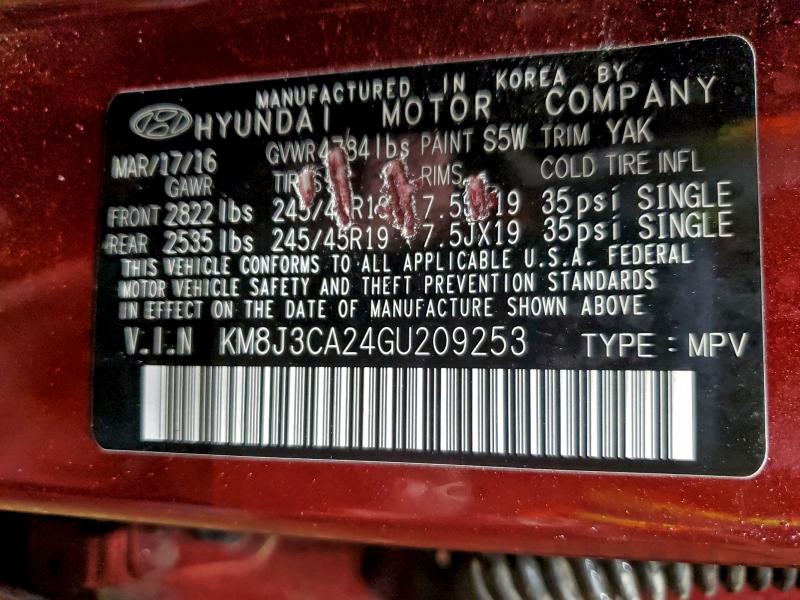 MANUFACTURED IN KOREA BY
HYUNDAI MOTOR COMPANY
MAR/17/16 GVWR 4784lbs PAINT S5W TRIM YAK
GAWR RIMS COLD TIRE INFL
FRONT 2822 lbs 35psi SINGLE
REAR 2535 lbs 245/45R19 7.5JX19 35psi SINGLE
THIS VEHICLE CONFORMS TO ALL APPLICABLE U.S.A. FEDERAL
MOTOR VEHICLE SAFETY AND THEFT PREVENTION STANDARDS
IN EFFECT ON THE DATE OF MANUFACTURE SHOWN ABOVE
V.I.N KM8J3CA24GU209253 TYPE : MPV